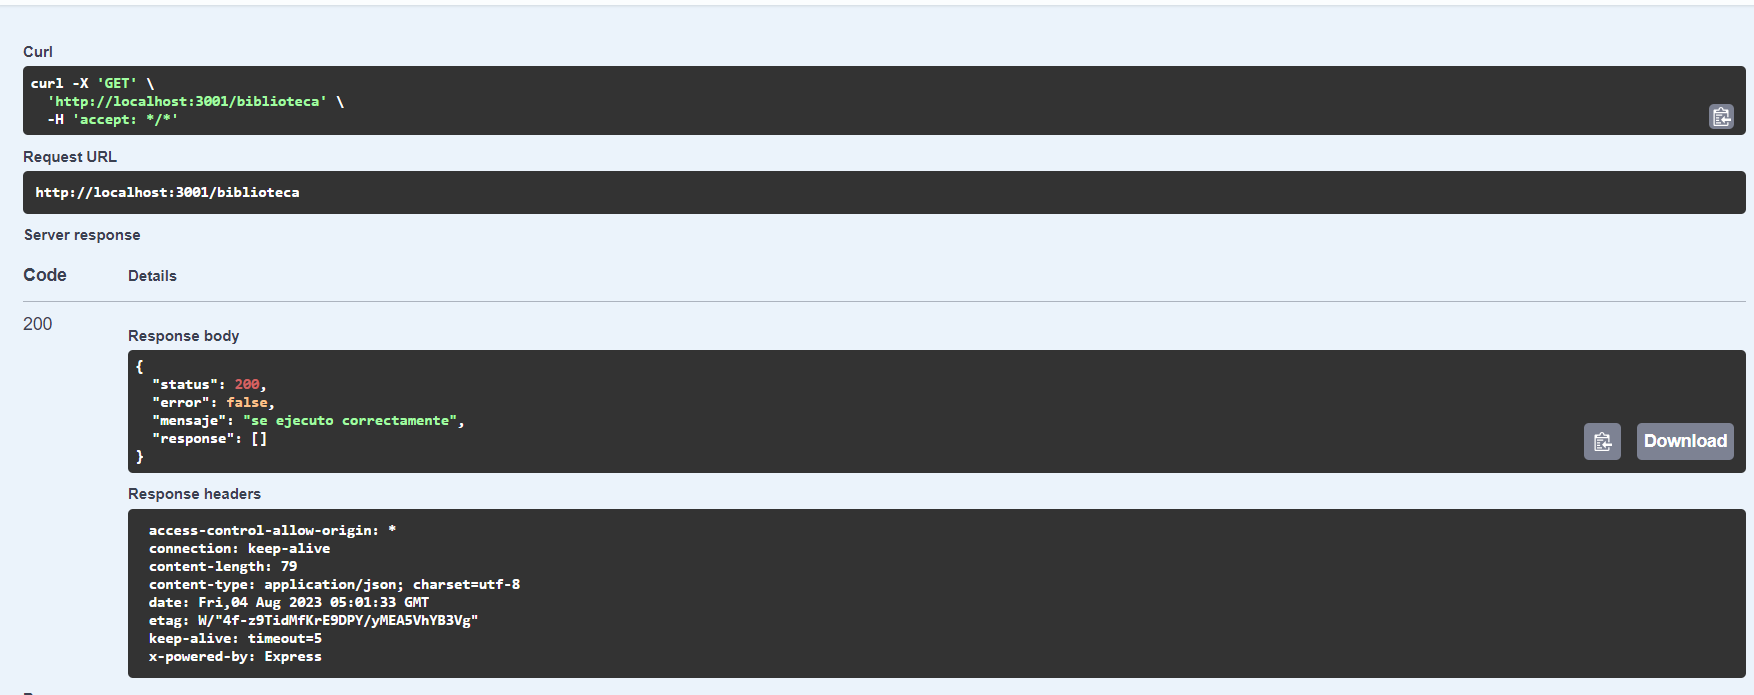 Curl
curl -X 'GET' \
  'http://localhost:3001/biblioteca' \
  -H 'accept: */*'
Request URL
http://localhost:3001/biblioteca
Server response
Code Details
200
Response body
{
  "status": 200,
  "error": false,
  "mensaje": "se ejecuto correctamente",
  "response": []
}
Download
Response headers
access-control-allow-origin: *
connection: keep-alive
content-length: 79
content-type: application/json; charset=utf-8
date: Fri,04 Aug 2023 05:01:33 GMT
etag: W/"4f-z9TidMfKrE9DPY/yMEA5VhYB3Vg"
keep-alive: timeout=5
x-powered-by: Express